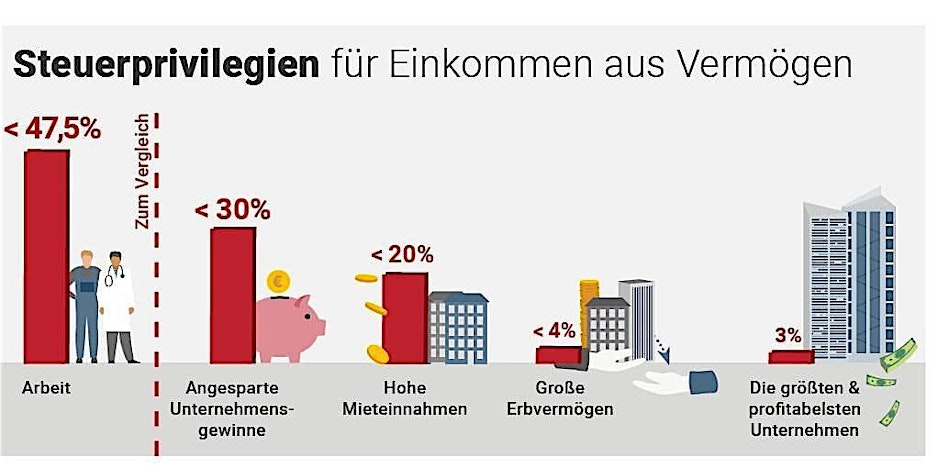 Steuerprivilegien für Einkommen aus Vermögen
< 47,5%
Zum Vergleich
< 30%
< 20%
< 4%
3%
€
Arbeit
Angesparte
Unternehmens-
gewinne
Hohe
Mieteinnahmen
Große
Erbvermögen
Die größten &
profitabelsten
Unternehmen